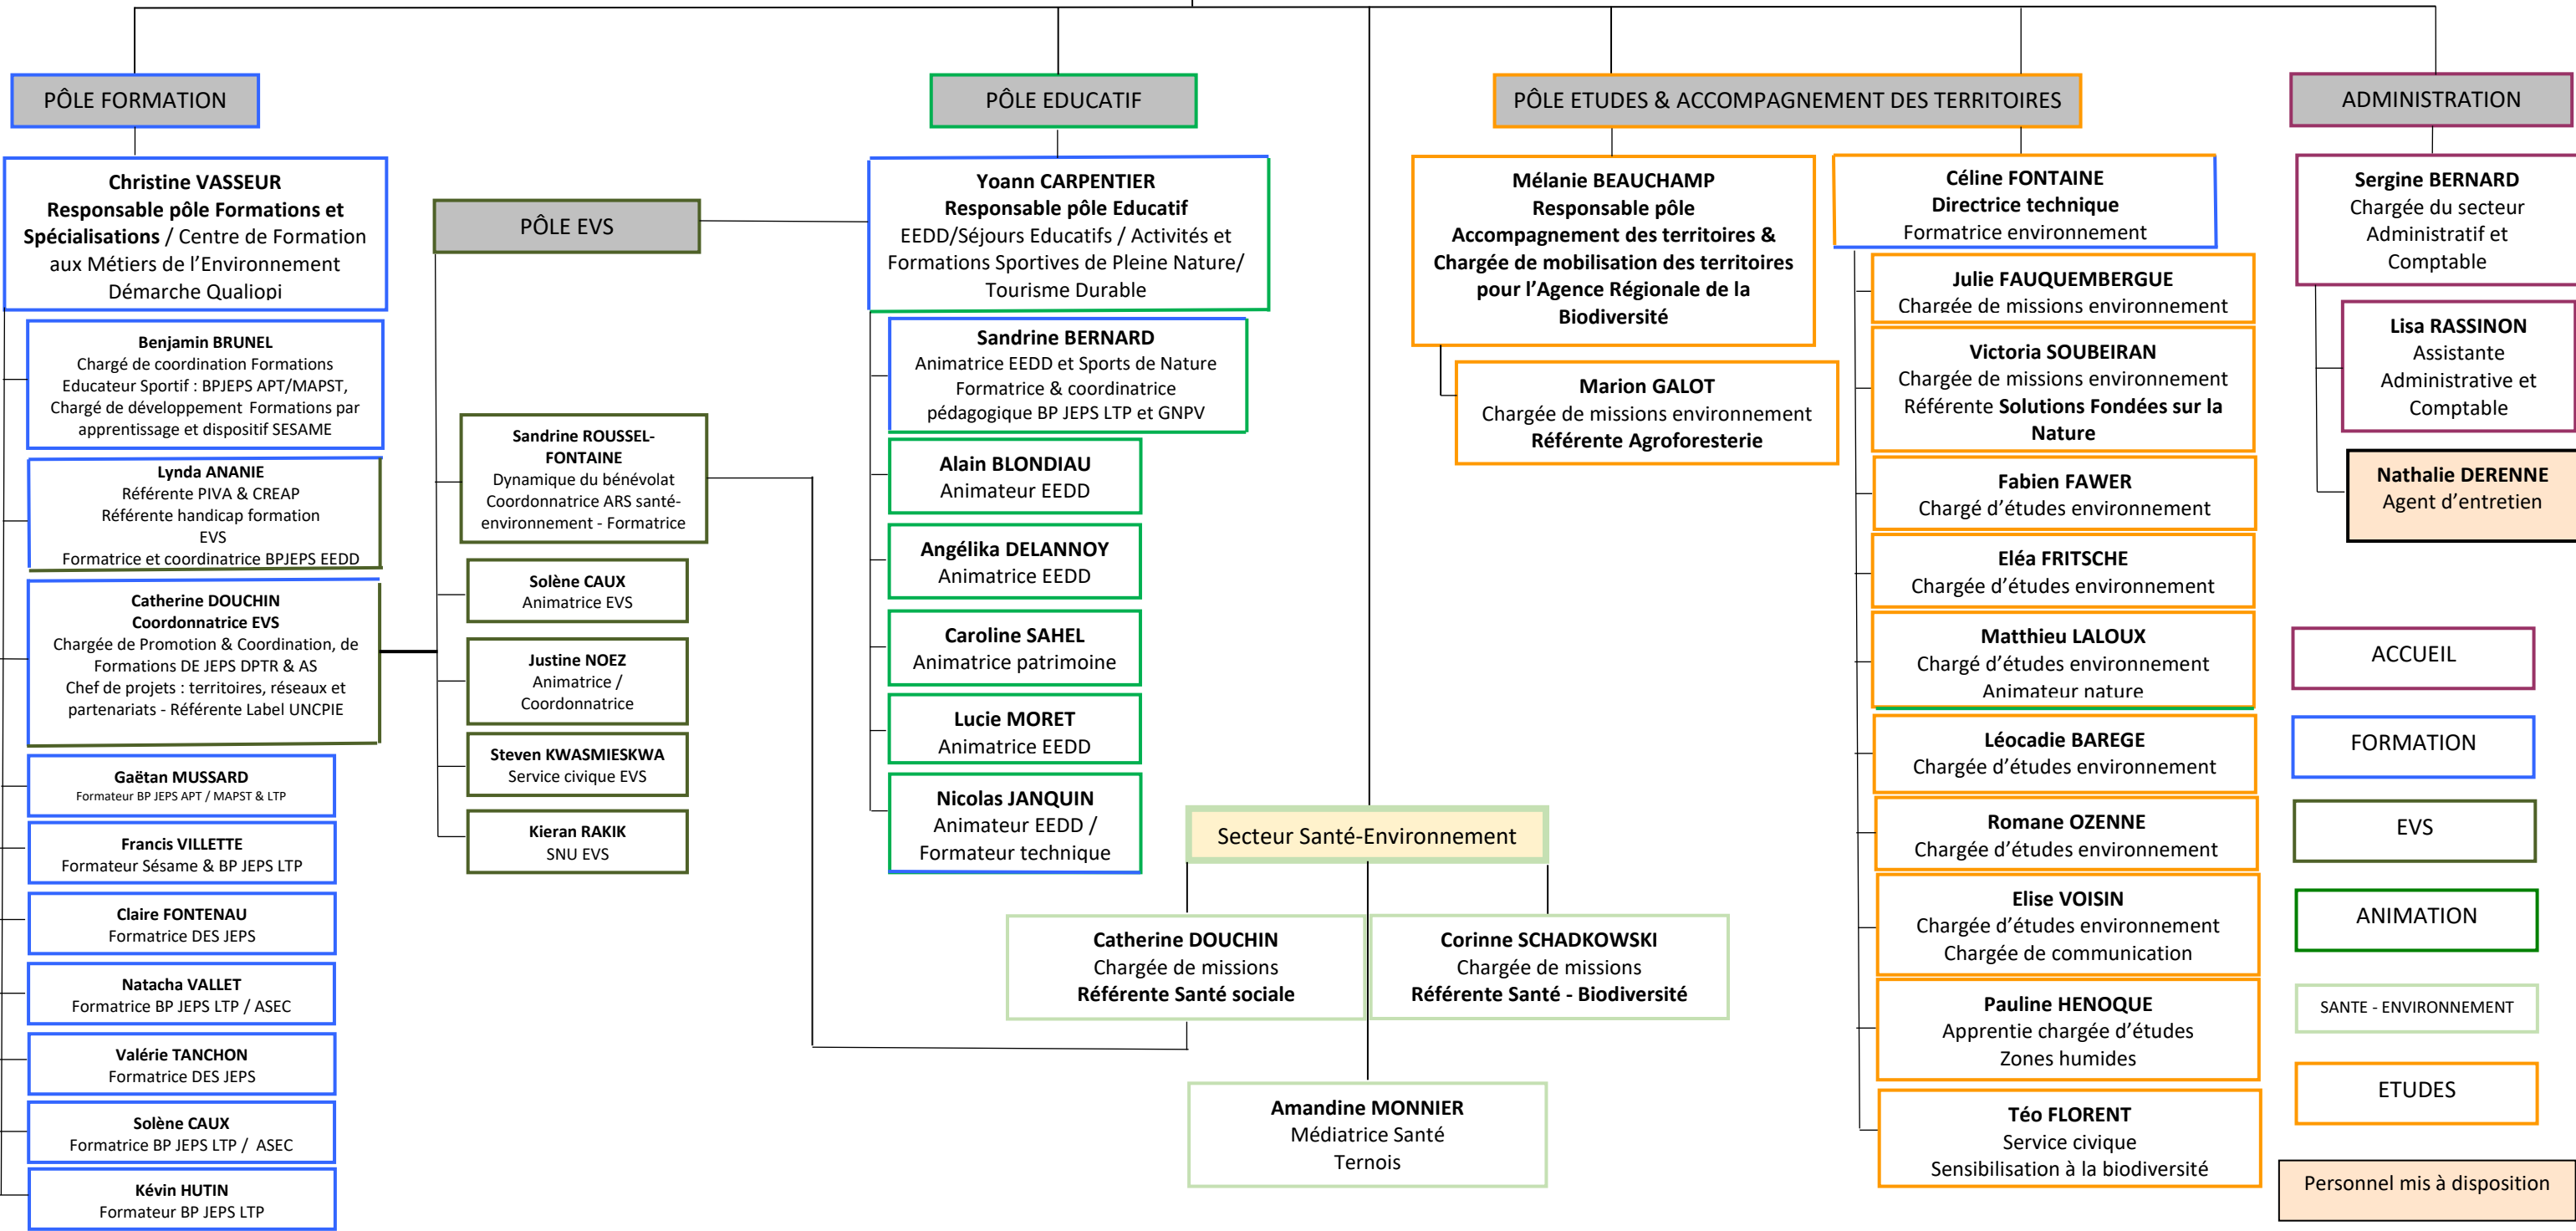 PÔLE FORMATION
Christine VASSEUR
Responsable pôle Formations et
Spécialisations / Centre de Formation
aux Métiers de l’Environnement
Démarche Qualiopi
Benjamin BRUNEL
Chargé de coordination Formations
Educateur Sportif : BPJEPS APT/MAPST,
Chargé de développement Formations par
apprentissage et dispositif SESAME
Lynda ANANIE
Référente PIVA & CREAP
Référente handicap formation
EVS
Formatrice et coordinatrice BPJEPS EEDD
Catherine DOUCHIN
Coordonnatrice EVS
Chargée de Promotion & Coordination, de
Formations DE JEPS DPTR & AS
Chef de projets : territoires, réseaux et
partenariats - Référente Label UNCPIE
Gaëtan MUSSARD
Formateur BP JEPS APT / MAPST & LTP
Francis VILLETTE
Formateur Sésame & BP JEPS LTP
Claire FONTENAU
Formatrice DES JEPS
Natacha VALLET
Formatrice BP JEPS LTP / ASEC
Valérie TANCHON
Formatrice DES JEPS
Solène CAUX
Formatrice BP JEPS LTP / ASEC
Kévin HUTIN
Formateur BP JEPS LTP
PÔLE EVS
Sandrine ROUSSEL-
FONTAINE
Dynamique du bénévolat
Coordonnatrice ARS santé-
environnement - Formatrice
Solène CAUX
Animatrice EVS
Justine NOEZ
Animatrice /
Coordonnatrice
Steven KWASMIESKWA
Service civique EVS
Kieran RAKIK
SNU EVS
PÔLE EDUCATIF
Yoann CARPENTIER
Responsable pôle Educatif
EEDD/Séjours Educatifs / Activités et
Formations Sportives de Pleine Nature/
Tourisme Durable
Sandrine BERNARD
Animatrice EEDD et Sports de Nature
Formatrice & coordinatrice
pédagogique BP JEPS LTP et GNPV
Alain BLONDIAU
Animateur EEDD
Angélika DELANNOY
Animatrice EEDD
Caroline SAHEL
Animatrice patrimoine
Lucie MORET
Animatrice EEDD
Nicolas JANQUIN
Animateur EEDD /
Formateur technique
Secteur Santé-Environnement
Catherine DOUCHIN
Chargée de missions
Référente Santé sociale
Corinne SCHADKOWSKI
Chargée de missions
Référente Santé - Biodiversité
Amandine MONNIER
Médiatrice Santé
Ternois
PÔLE ETUDES & ACCOMPAGNEMENT DES TERRITOIRES
Mélanie BEAUCHAMP
Responsable pôle
Accompagnement des territoires &
Chargée de mobilisation des territoires
pour l’Agence Régionale de la
Biodiversité
Marion GALOT
Chargée de missions environnement
Référente Agroforesterie
Céline FONTAINE
Directrice technique
Formatrice environnement
Julie FAUQUEMBERGUE
Chargée de missions environnement
Victoria SOUBEIRAN
Chargée de missions environnement
Référente Solutions Fondées sur la
Nature
Fabien FAWER
Chargé d’études environnement
Eléa FRITSCHE
Chargée d’études environnement
Matthieu LALOUX
Chargé d’études environnement
Animateur nature
Léocadie BAREGE
Chargée d’études environnement
Romane OZENNE
Chargée d’études environnement
Elise VOISIN
Chargée d’études environnement
Chargée de communication
Pauline HENOQUE
Apprentie chargée d’études
Zones humides
Téo FLORENT
Service civique
Sensibilisation à la biodiversité
ADMINISTRATION
Sergine BERNARD
Chargée du secteur
Administratif et
Comptable
Lisa RASSINON
Assistante
Administrative et
Comptable
Nathalie DERENNE
Agent d’entretien
ACCUEIL
FORMATION
EVS
ANIMATION
SANTE - ENVIRONNEMENT
ETUDES
Personnel mis à disposition